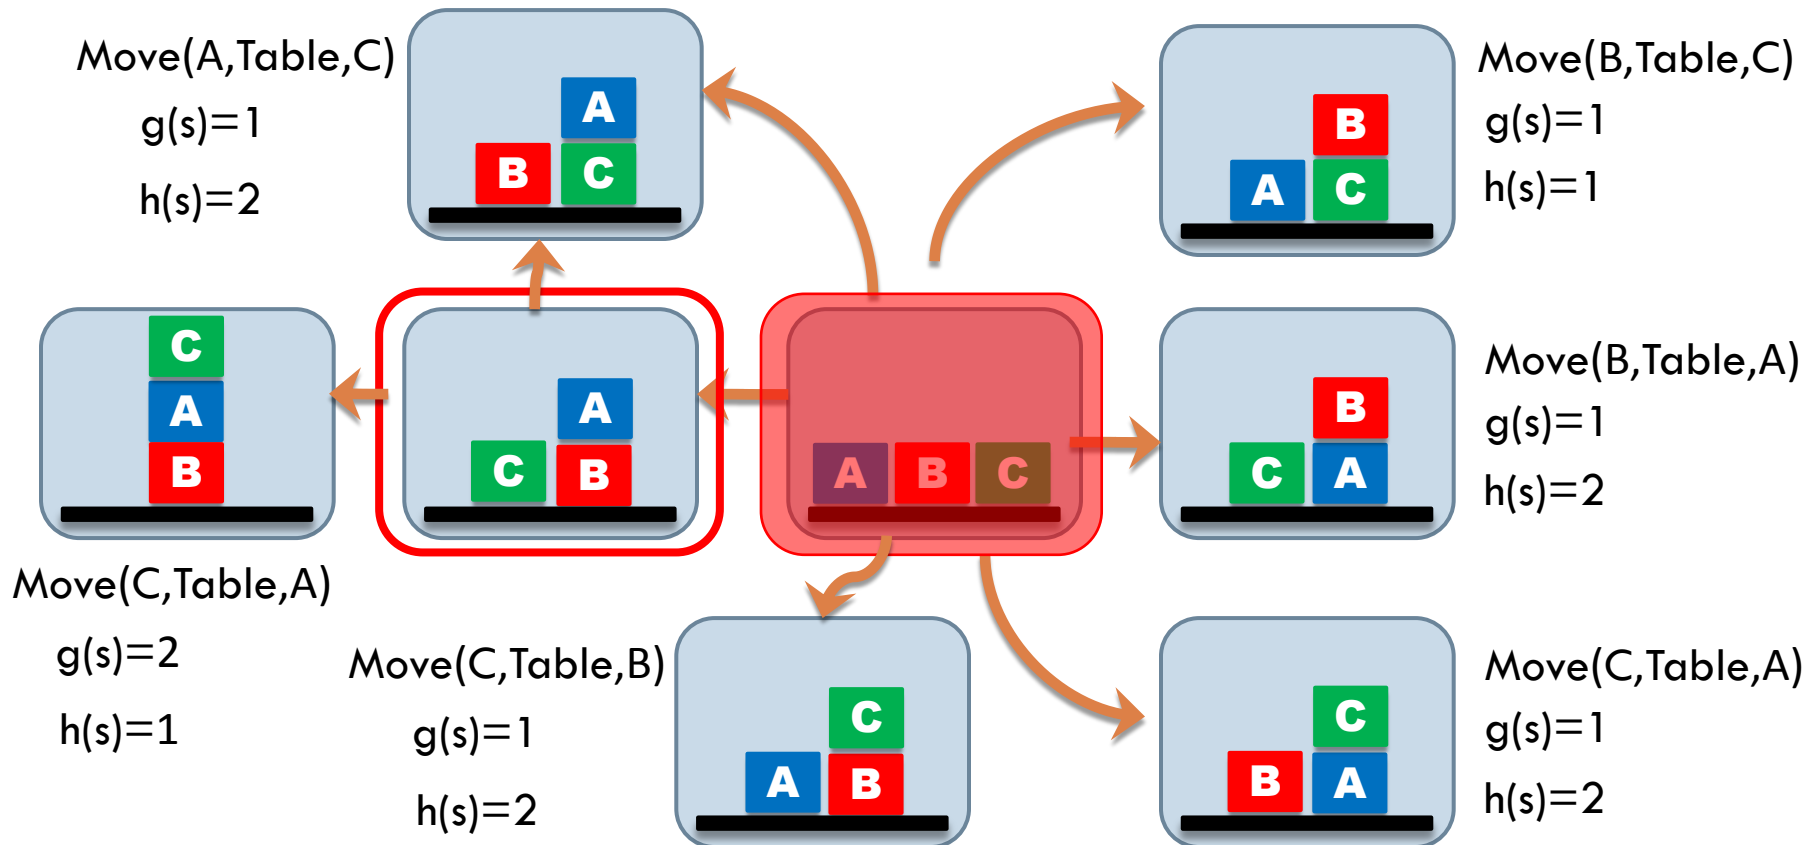 Move(A,Table,C)
g(s)=1
h(s)=2
A
B C
B
A C
Move(B,Table,C)
g(s)=1
h(s)=1
C
A
B
A
C B
A B C
B
C A
Move(B,Table,A)
g(s)=1
h(s)=2
Move(C,Table,A)
g(s)=2
h(s)=1
Move(C,Table,B)
g(s)=1
h(s)=2
C
A B
C
B A
Move(C,Table,A)
g(s)=1
h(s)=2